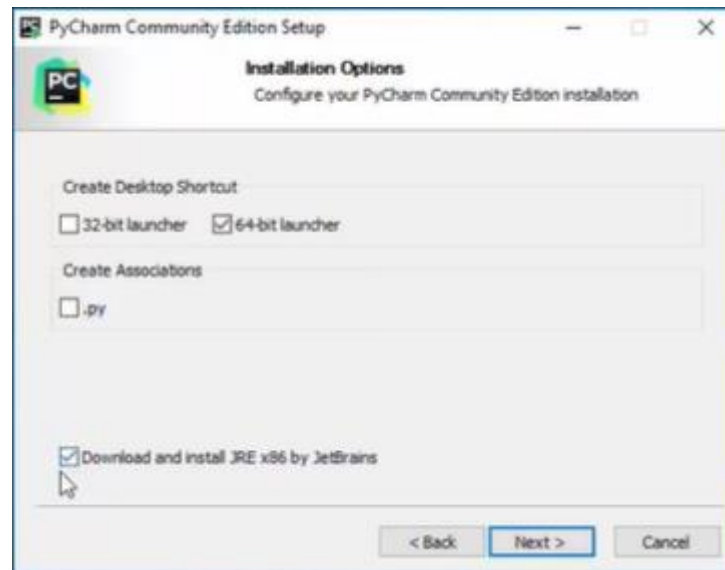 PyCharm Community Edition Setup
PC
Installation Options
Configure your PyCharm Community Edition installation
Create Desktop Shortcut
32-bit launcher 64-bit launcher
Create Associations
.py
Download and install JRE x86 by JetBrains
< Back Next > Cancel